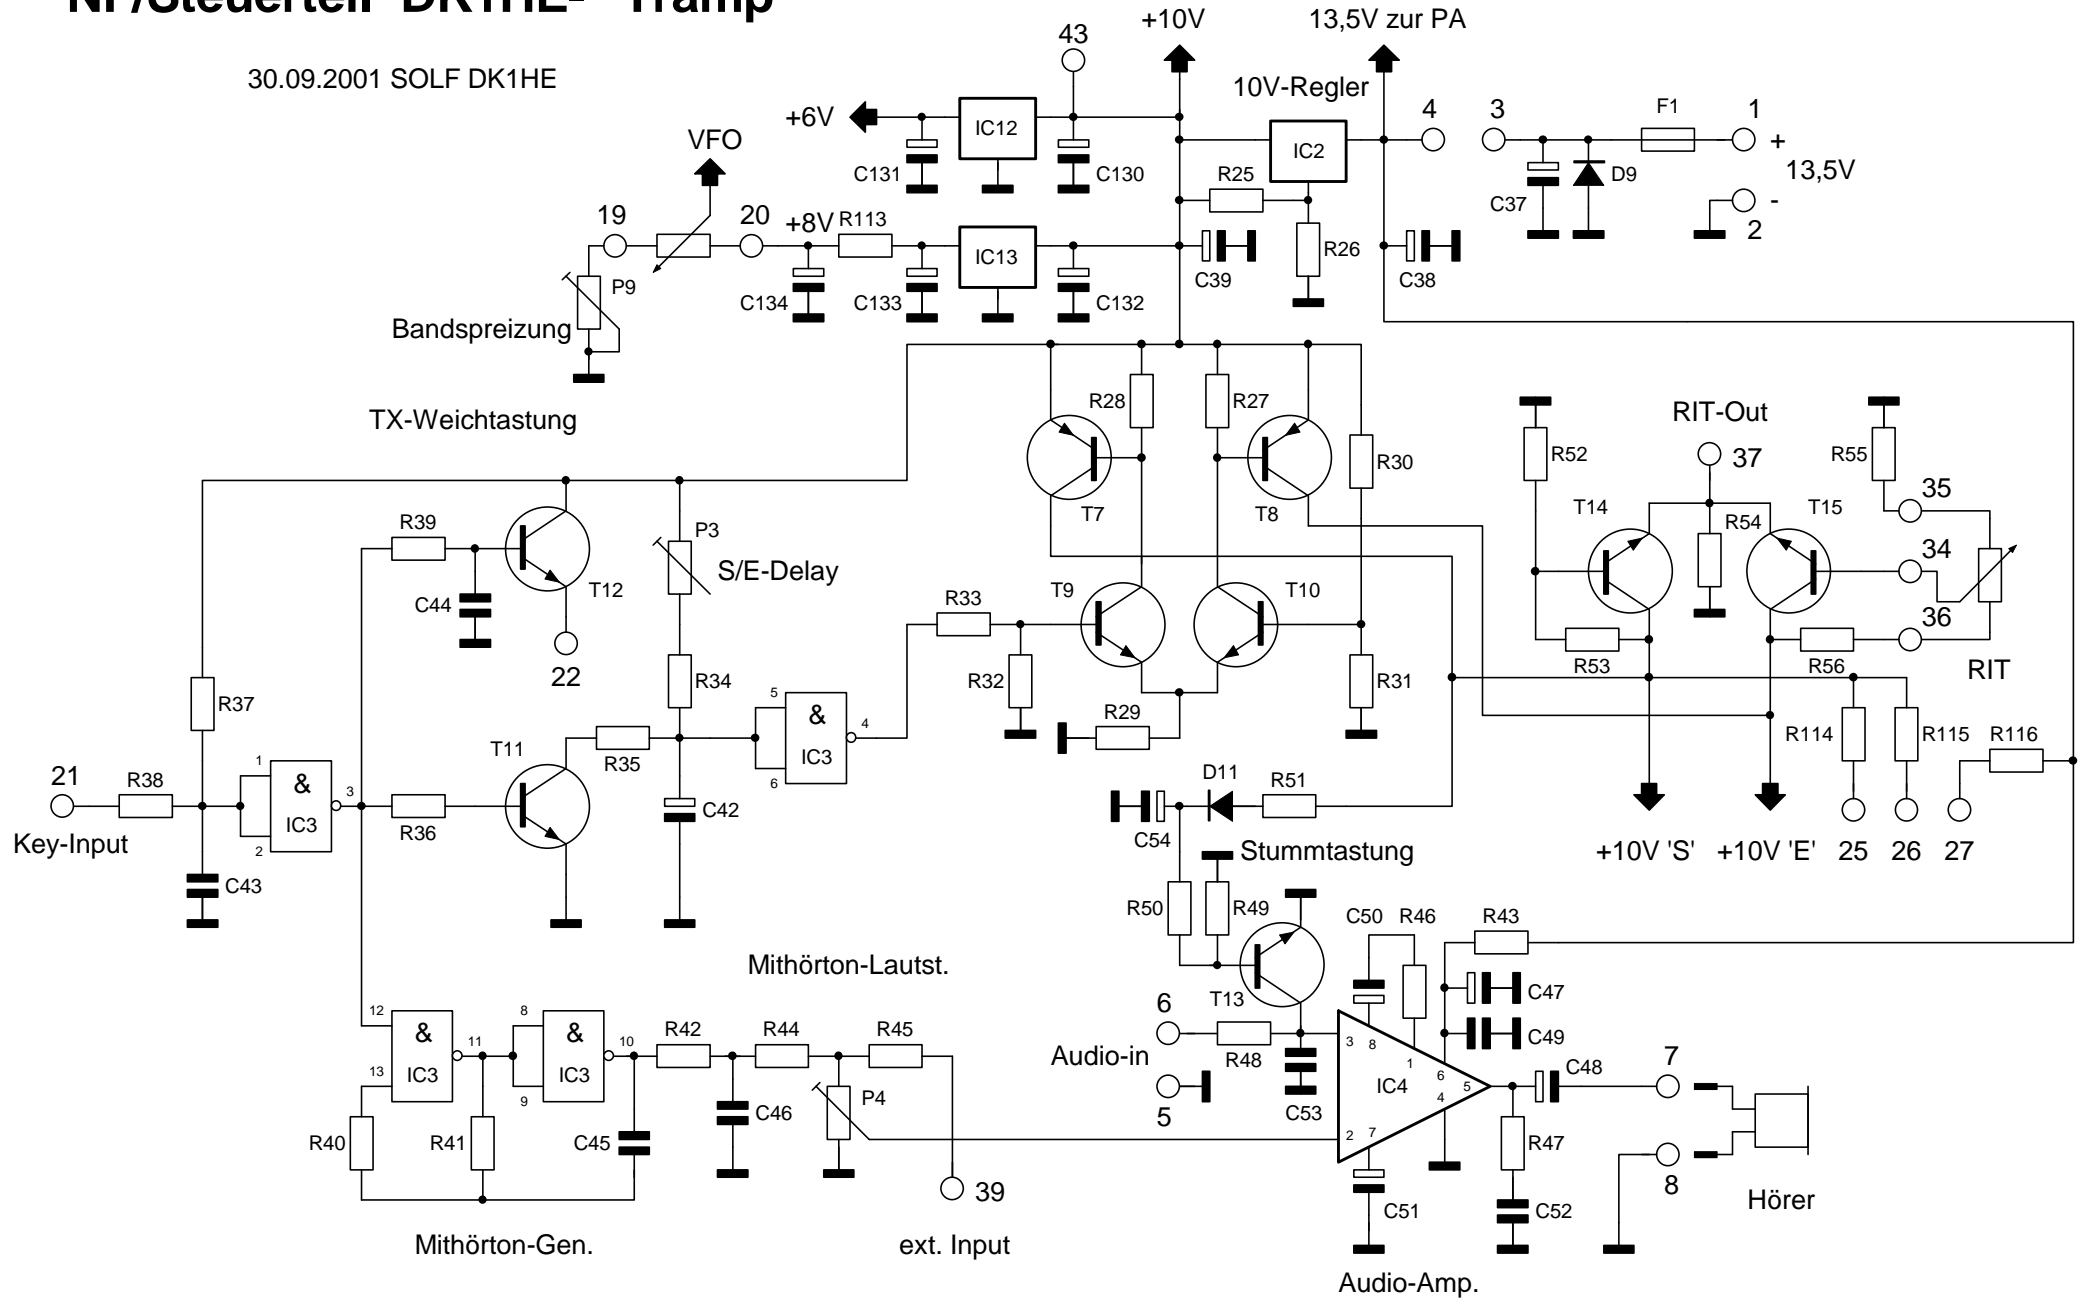 NF/Steuerteil DK1HE- Tramp
30.09.2001 SOLF DK1HE
43
+10V
13,5V zur PA
10V-Regler
+6V
IC12
IC2
4
3
F1
1
+
13,5V
C131
C130
R25
C37
D9
-
2
VFO
19
20
+8V
R113
IC13
R26
P9
C134
C133
C132
C39
C38
Bandspreizung
TX-Weichtastung
R28
R27
R30
T7
T8
R52
RIT-Out
37
R55
35
T14
R54
T15
34
36
R53
R56
RIT
R39
P3
S/E-Delay
C44
T12
22
R37
R34
R33
T9
T10
R32
R31
R29
5
&
IC3
4
6
T11
R35
R114
R115
R116
21
R38
1
&
IC3
3
2
R36
C42
D11
R51
C54
Key-Input
C43
Stummtastung
+10V 'S'
+10V 'E'
25
26
27
R50
R49
C50
R46
R43
Mithörton-Lautst.
T13
C47
C49
12
&
IC3
11
13
8
&
IC3
10
9
R42
R44
R45
6
Audio-in
5
R48
C53
3
8
1
IC4
6
5
4
2
7
C48
7
R40
R41
C45
C46
P4
R47
39
C51
C52
8
Hörer
Mithörton-Gen.
ext. Input
Audio-Amp.